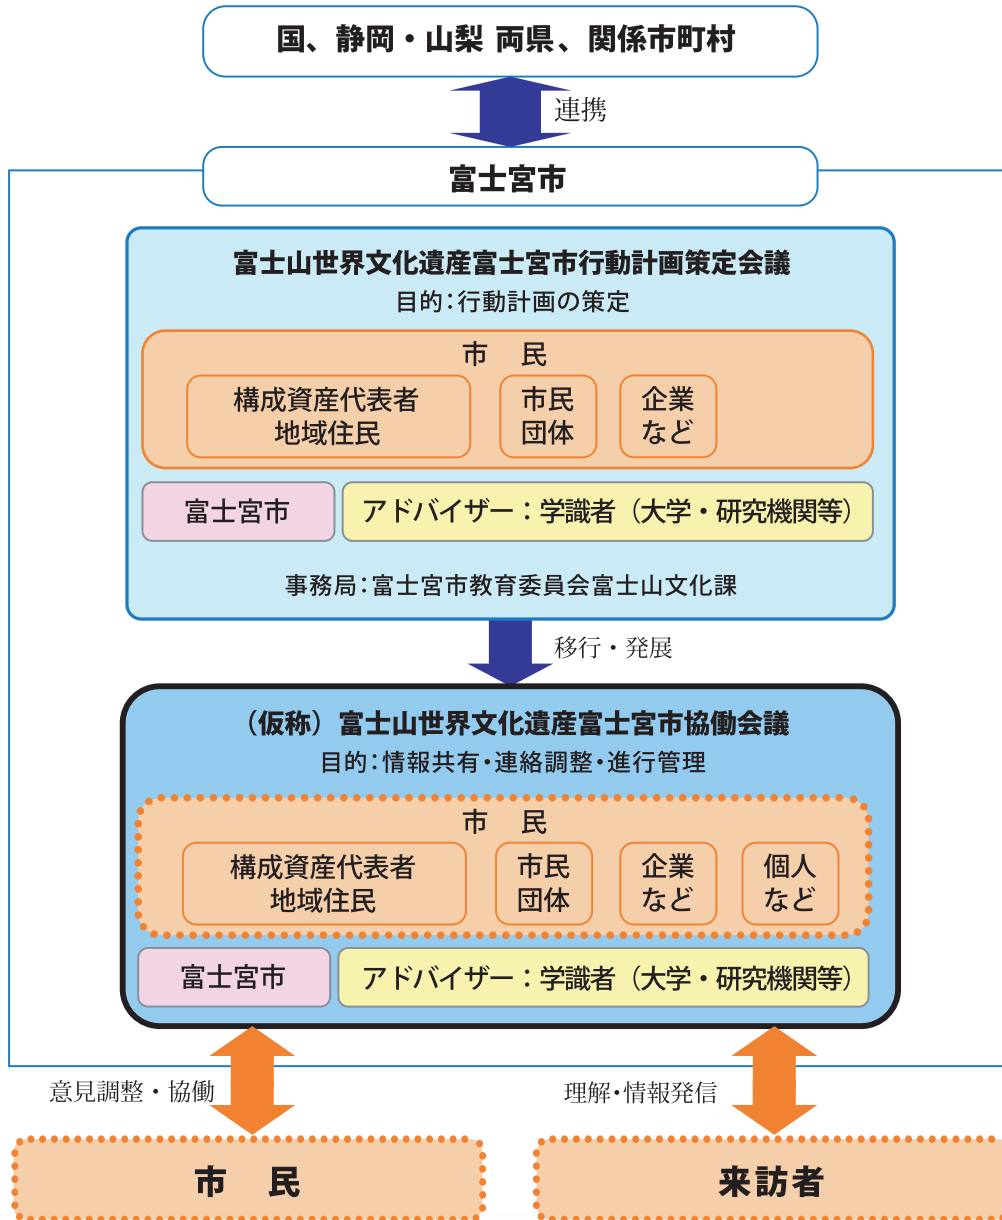 国、静岡・山梨 両県、関係市町村
連携
富士宮市
富士山世界文化遺産富士宮市行動計画策定会議
目的：行動計画の策定
市　民
構成資産代表者
地域住民
市民
団体
企業
など
富士宮市
アドバイザー：学識者（大学・研究機関等）
事務局：富士宮市教育委員会富士山文化課
移行・発展
（仮称）富士山世界文化遺産富士宮市協働会議
目的：情報共有・連絡調整・進行管理
市　民
構成資産代表者
地域住民
市民
団体
企業
など
個人
など
富士宮市
アドバイザー：学識者（大学・研究機関等）
意見調整・協働
理解・情報発信
市　民
来訪者